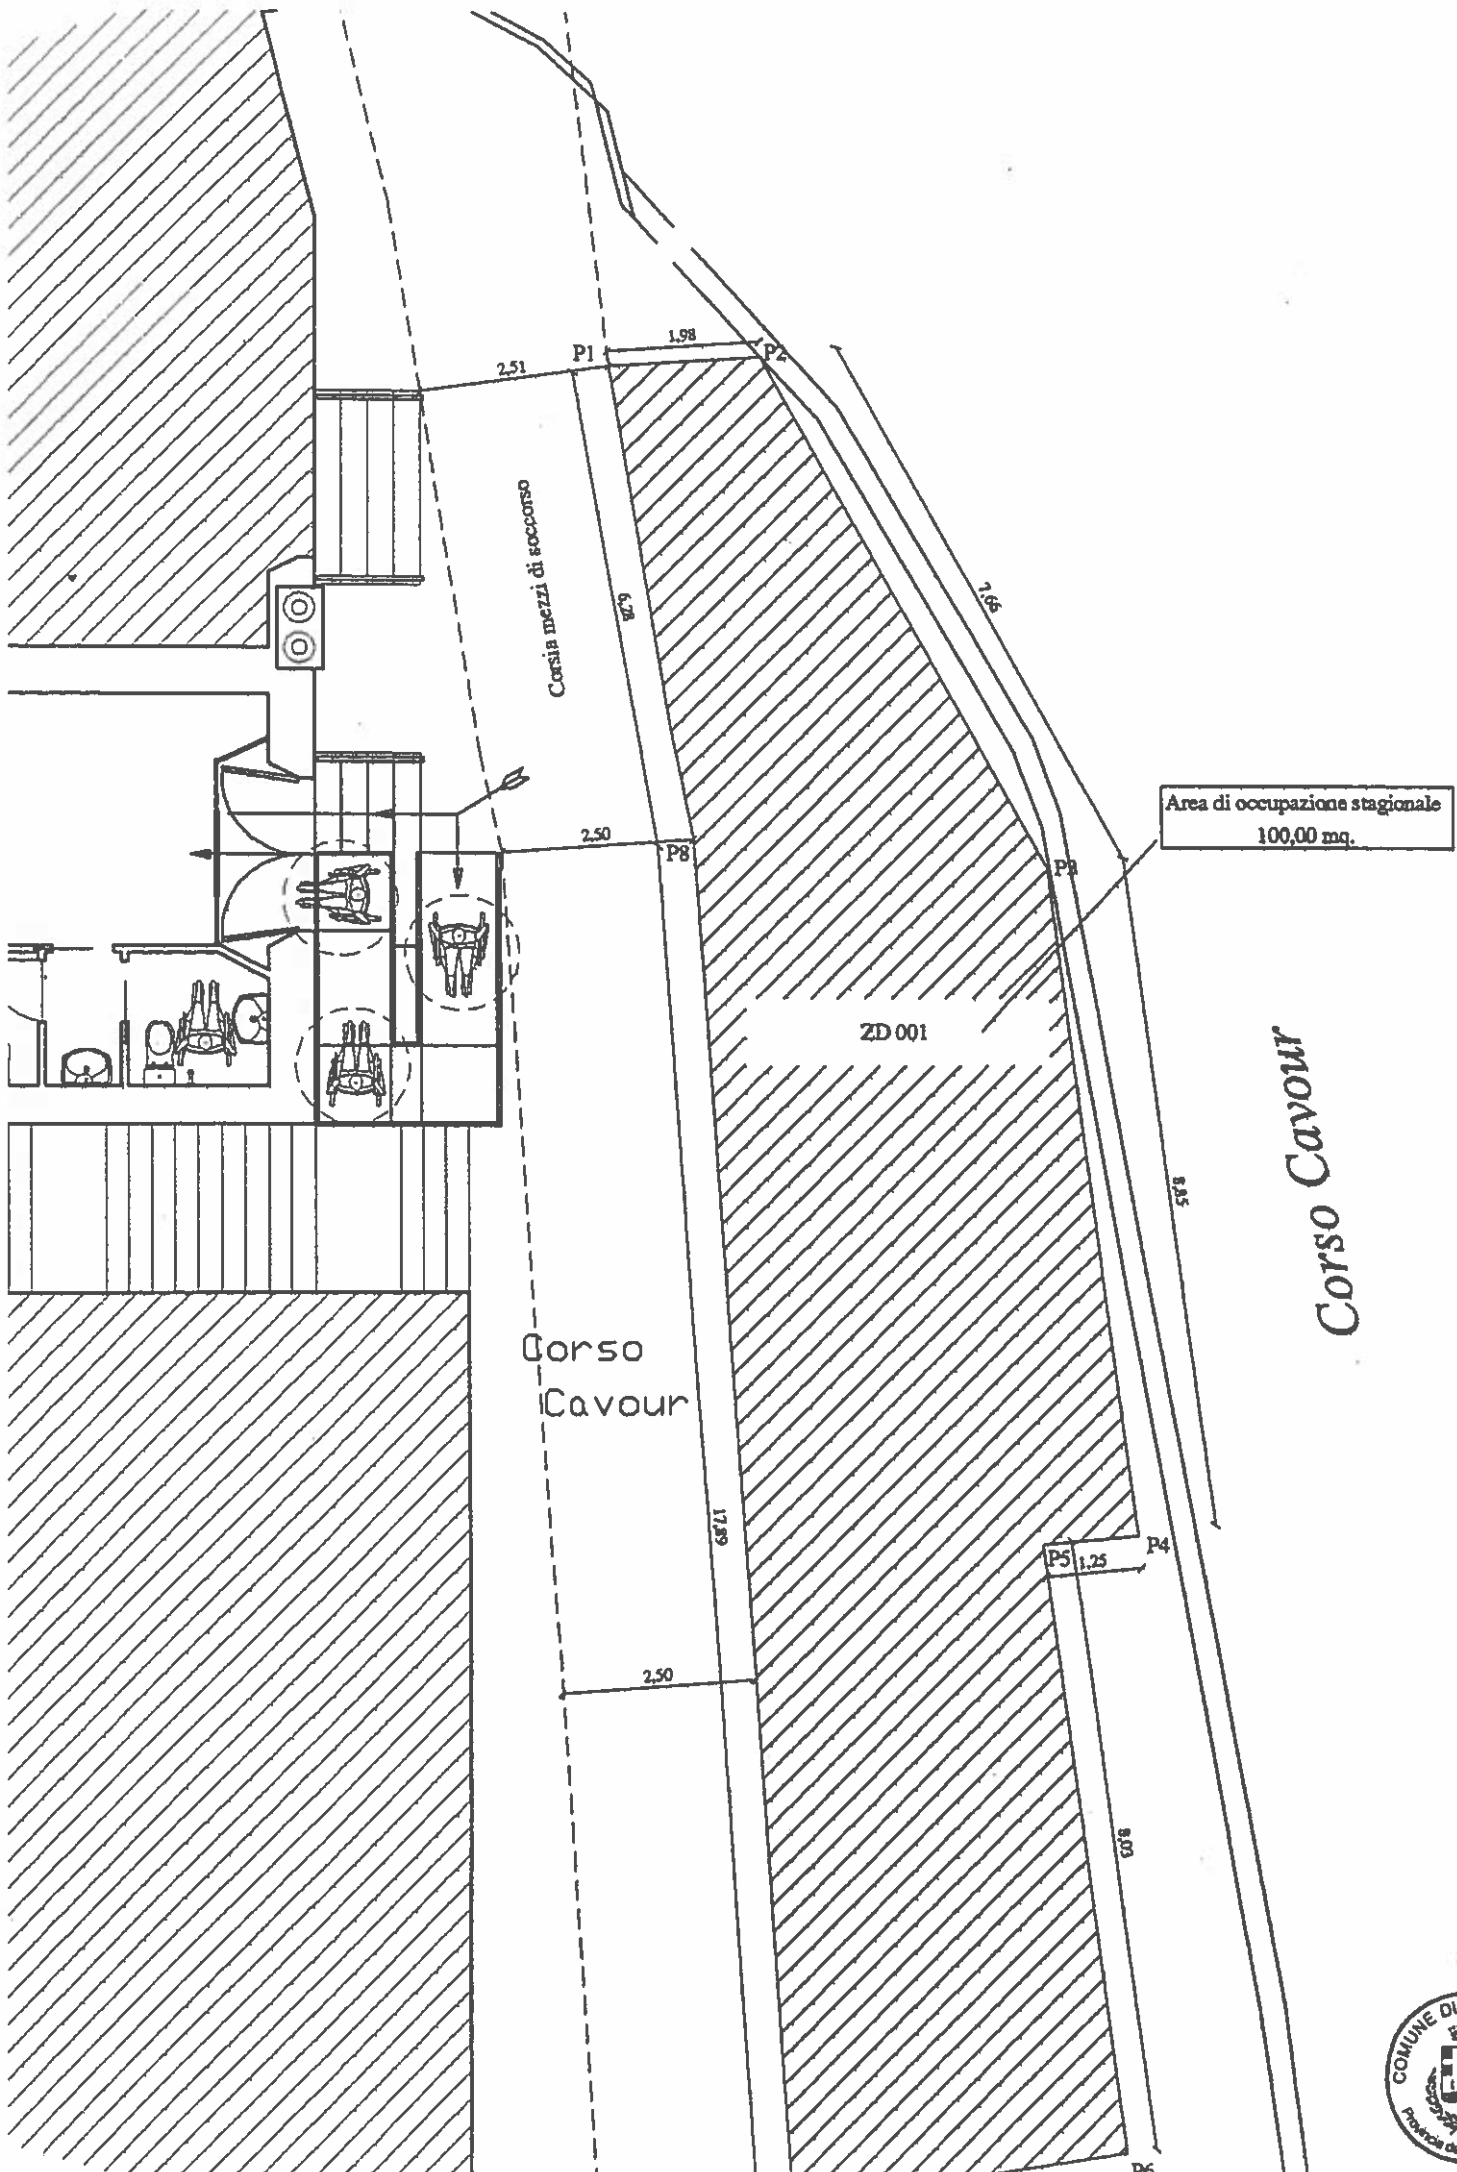 P1
1,98
P2
2,51
Corsia mezzi di soccorso
6,28
7,66
Area di occupazione stagionale
100,00 mq.
2,50
P8
P3
ZD 001
Corso Cavour
8,85
Corso
Cavour
17,89
P4
P5
1,25
2,50
8,03
COMUNE DI
Provincia
P6